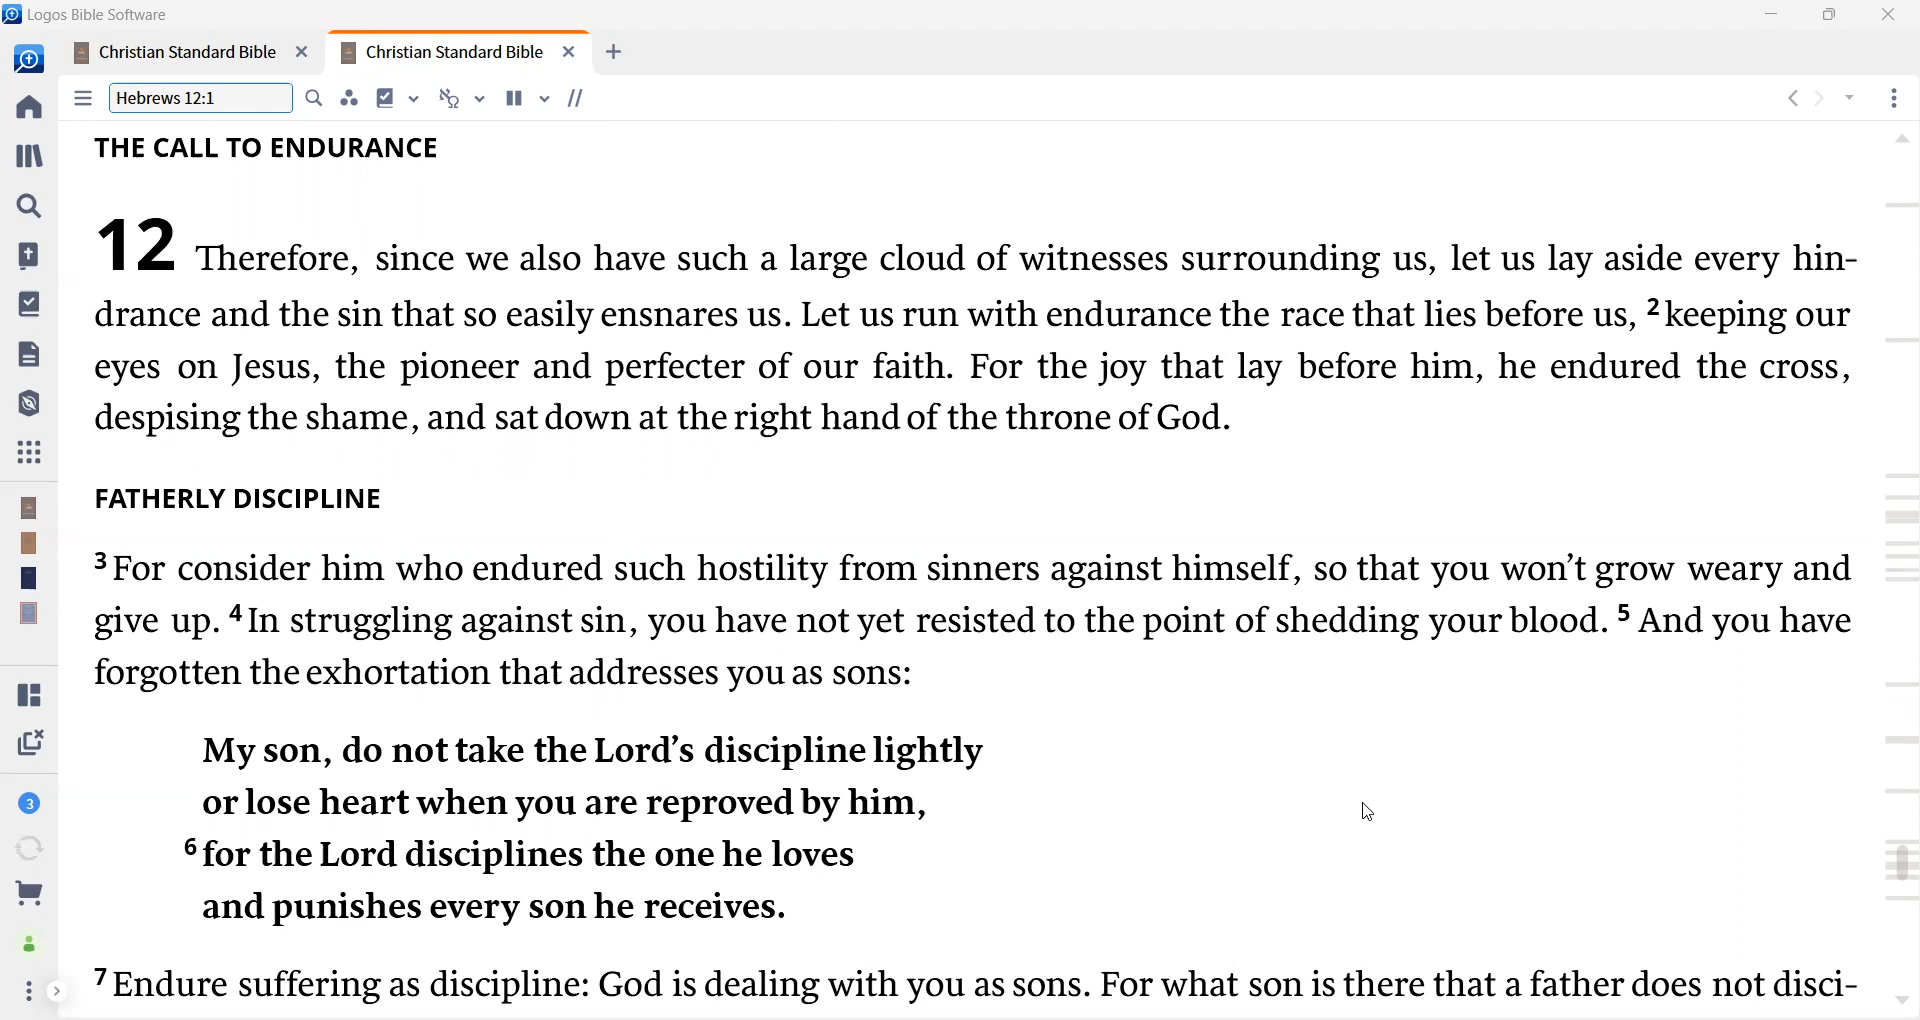 Logos Bible Software
Christian Standard Bible
Christian Standard Bible
Hebrews 12:1
THE CALL TO ENDURANCE
12 Therefore, since we also have such a large cloud of witnesses surrounding us, let us lay aside every hin-
drance and the sin that so easily ensnares us. Let us run with endurance the race that lies before us, 2 keeping our
eyes on Jesus, the pioneer and perfecter of our faith. For the joy that lay before him, he endured the cross,
despising the shame, and sat down at the right hand of the throne of God.
FATHERLY DISCIPLINE
3 For consider him who endured such hostility from sinners against himself, so that you won’t grow weary and
give up. 4 In struggling against sin, you have not yet resisted to the point of shedding your blood. 5 And you have
forgotten the exhortation that addresses you as sons:
My son, do not take the Lord’s discipline lightly
or lose heart when you are reproved by him,
6 for the Lord disciplines the one he loves
and punishes every son he receives.
7 Endure suffering as discipline: God is dealing with you as sons. For what son is there that a father does not disci-
3